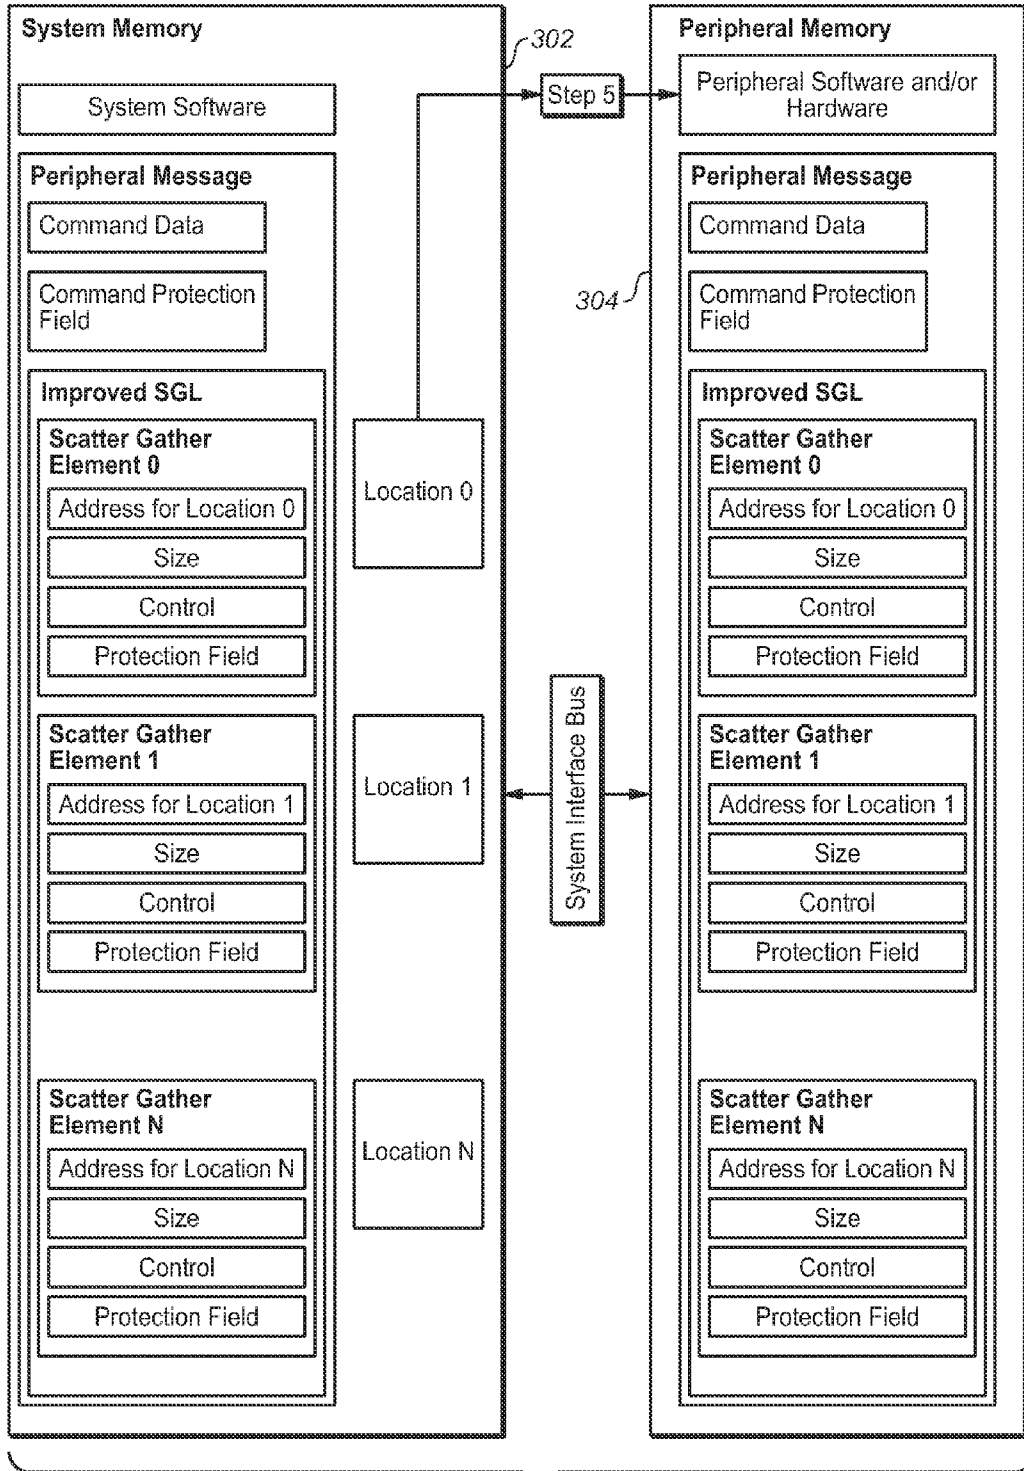 System Memory
302
System Software
Peripheral Message
Command Data
Command Protection
Field
Improved SGL
Scatter Gather
Element 0
Address for Location 0
Size
Control
Protection Field
Scatter Gather
Element 1
Address for Location 1
Size
Control
Protection Field
Scatter Gather
Element N
Address for Location N
Size
Control
Protection Field
Location 0
Location 1
Location N
Step 5
System Interface Bus
304
Peripheral Memory
Peripheral Software and/or
Hardware
Peripheral Message
Command Data
Command Protection
Field
Improved SGL
Scatter Gather
Element 0
Address for Location 0
Size
Control
Protection Field
Scatter Gather
Element 1
Address for Location 1
Size
Control
Protection Field
Scatter Gather
Element N
Address for Location N
Size
Control
Protection Field